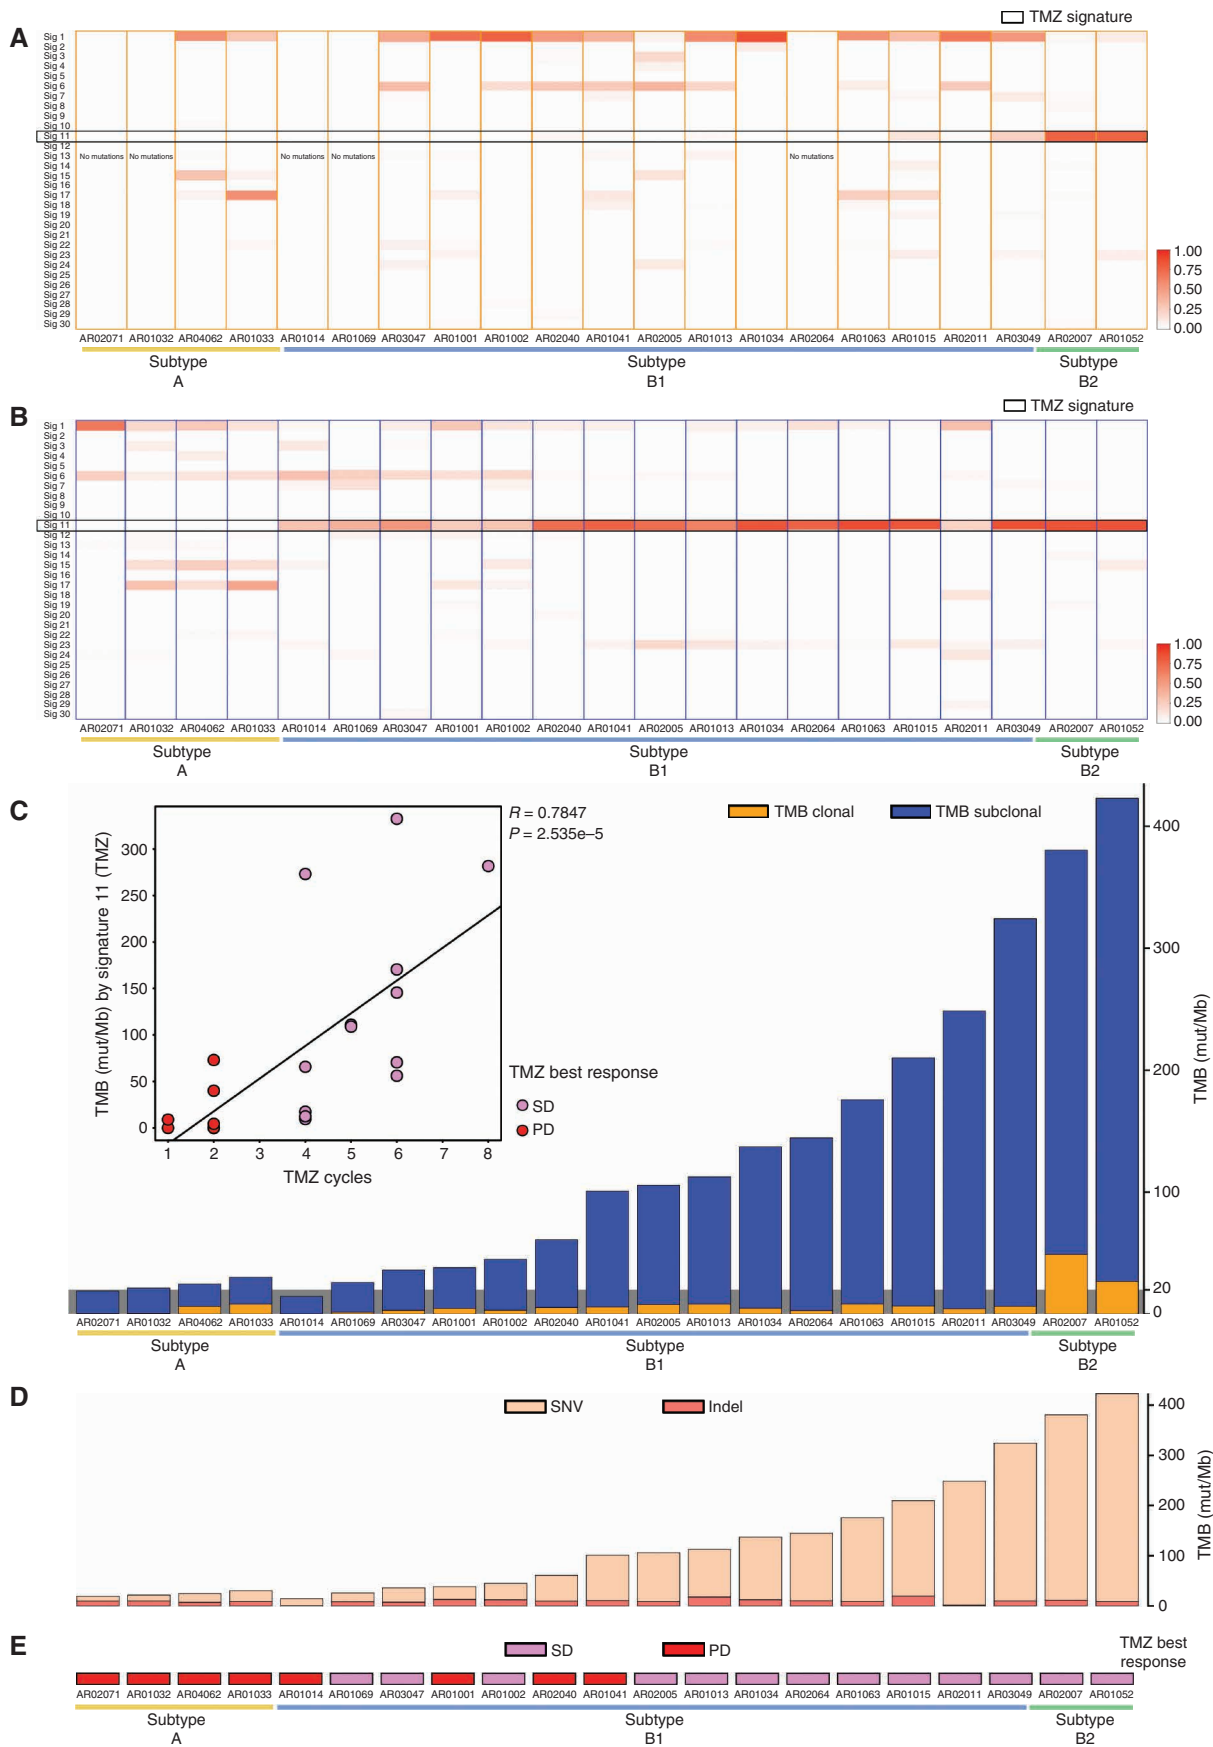 TMZ signature
A
Sig 1
Sig 2
Sig 3
Sig 4
Sig 5
Sig 6
Sig 7
Sig 8
Sig 9
Sig 10
Sig 11
Sig 12
Sig 13
Sig 14
Sig 15
Sig 16
Sig 17
Sig 18
Sig 19
Sig 20
Sig 21
Sig 22
Sig 23
Sig 24
Sig 25
Sig 26
Sig 27
Sig 28
Sig 29
Sig 30
No mutations No mutations No mutations No mutations No mutations
1.00
0.75
0.50
0.25
0.00
AR02071 AR01032 AR04062 AR01033 AR01014 AR01069 AR03047 AR01001 AR01002 AR02040 AR01041 AR02005 AR01013 AR01034 AR02064 AR01063 AR01015 AR02011 AR03049 AR02007 AR01052
Subtype Subtype Subtype
A B1 B2
B
TMZ signature
Sig 1
Sig 2
Sig 3
Sig 4
Sig 5
Sig 6
Sig 7
Sig 8
Sig 9
Sig 10
Sig 11
Sig 12
Sig 13
Sig 14
Sig 15
Sig 16
Sig 17
Sig 18
Sig 19
Sig 20
Sig 21
Sig 22
Sig 23
Sig 24
Sig 25
Sig 26
Sig 27
Sig 28
Sig 29
Sig 30
1.00
0.75
0.50
0.25
0.00
AR02071 AR01032 AR04062 AR01033 AR01014 AR01069 AR03047 AR01001 AR01002 AR02040 AR01041 AR02005 AR01013 AR01034 AR02064 AR01063 AR01015 AR02011 AR03049 AR02007 AR01052
Subtype Subtype Subtype
A B1 B2
C
R = 0.7847
P = 2.535e–5
TMB clonal TMB subclonal
TMB (mut/Mb) by signature 11 (TMZ)
300
250
200
150
100
50
0
1 2 3 4 5 6 7 8
TMZ cycles
TMZ best response
SD
PD
400
300
200
100
20
0
TMB (mut/Mb)
AR02071 AR01032 AR04062 AR01033 AR01014 AR01069 AR03047 AR01001 AR01002 AR02040 AR01041 AR02005 AR01013 AR01034 AR02064 AR01063 AR01015 AR02011 AR03049 AR02007 AR01052
Subtype Subtype Subtype
A B1 B2
D
SNV Indel
400
300
200
100
0
TMB (mut/Mb)
E
SD PD
TMZ best
response
AR02071 AR01032 AR04062 AR01033 AR01014 AR01069 AR03047 AR01001 AR01002 AR02040 AR01041 AR02005 AR01013 AR01034 AR02064 AR01063 AR01015 AR02011 AR03049 AR02007 AR01052
Subtype Subtype Subtype
A B1 B2